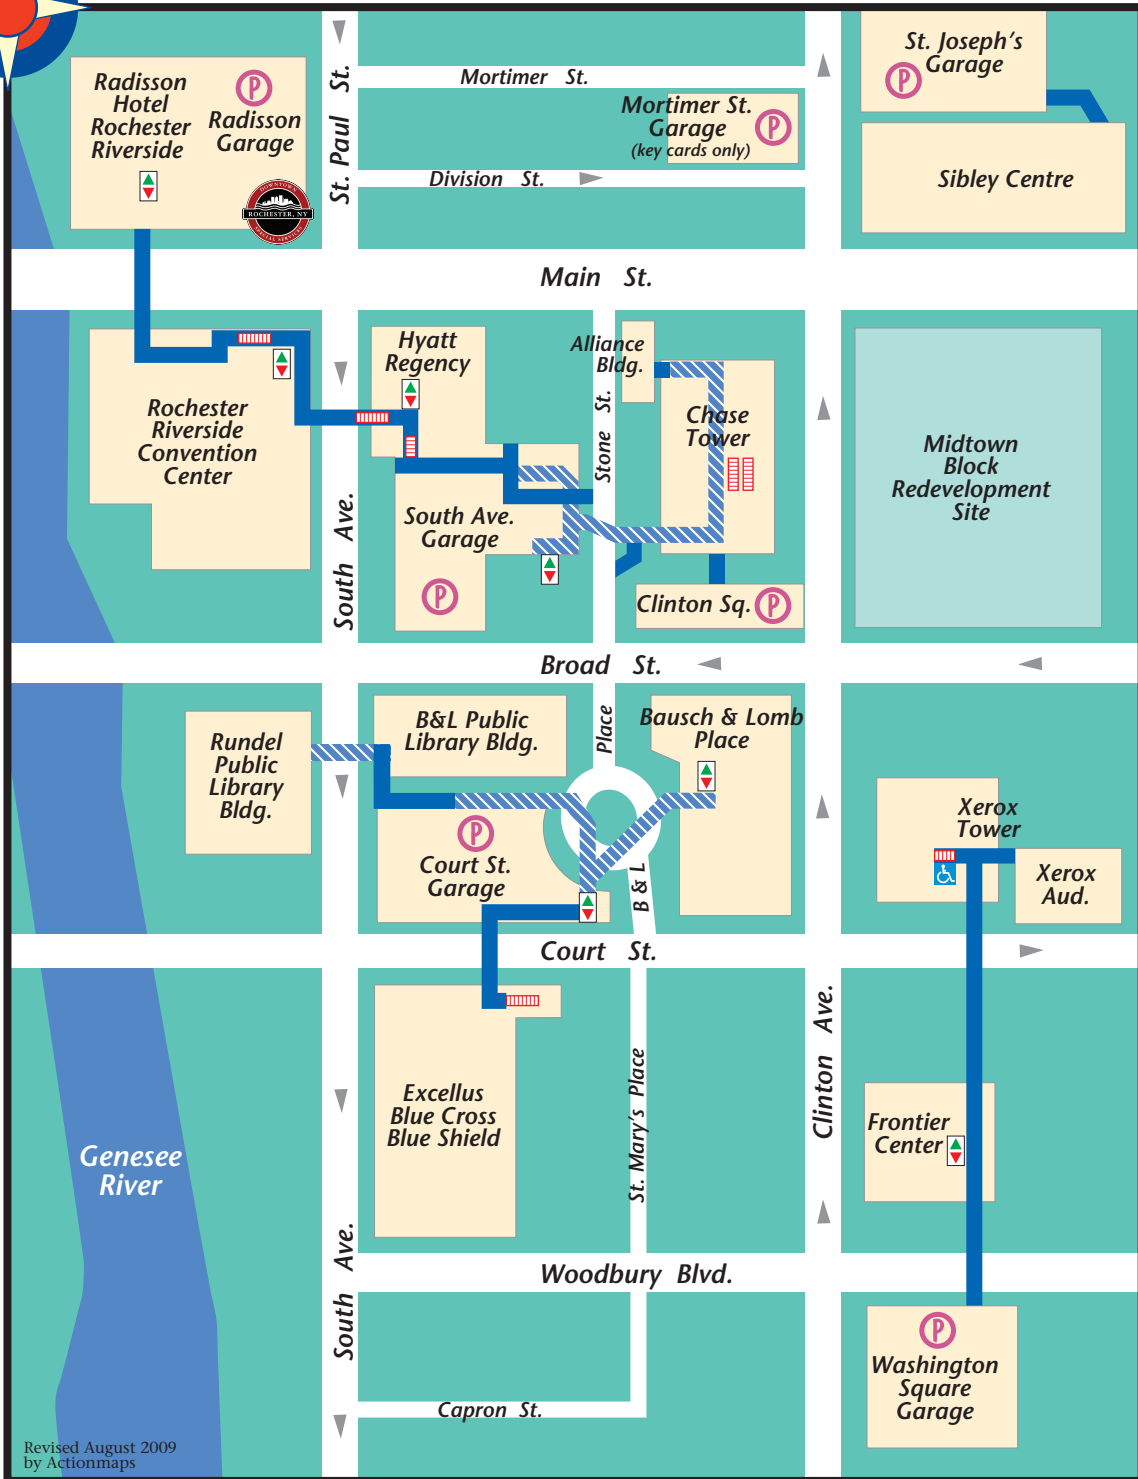 St. Joseph's
Garage
P
Radisson
Hotel
Rochester
Riverside
P
Radisson
Garage
St. Paul St.
Mortimer St.
Mortimer St.
Garage
(key cards only)
P
Division St.
Sibley Centre
DOWNTOWN
ROCHESTER, NY
SPECIAL SERVICES
Main St.
Hyatt
Regency
Alliance
Bldg.
Stone St.
Chase
Tower
Rochester
Riverside
Convention
Center
Midtown
Block
Redevelopment
Site
South Ave.
South Ave.
Garage
P
Clinton Sq.
P
Broad St.
Rundel
Public
Library
Bldg.
B&L Public
Library Bldg.
Place
Bausch & Lomb
Place
Xerox
Tower
P
Court St.
Garage
B & L
Xerox
Aud.
Court St.
Clinton Ave.
Excellus
Blue Cross
Blue Shield
St. Mary's Place
Frontier
Center
Genesee
River
South Ave.
Woodbury Blvd.
P
Washington
Square
Garage
Capron St.
Revised August 2009
by Actionmaps